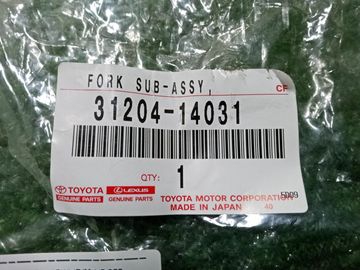 FORK SUB-ASSY,
CF
31204-14031
QTY: 1
TOYOTA LEXUS TOYOTA MOTOR CORPORATION
GENUINE PARTS GENUINE PARTS MADE IN JAPAN 40
5D09